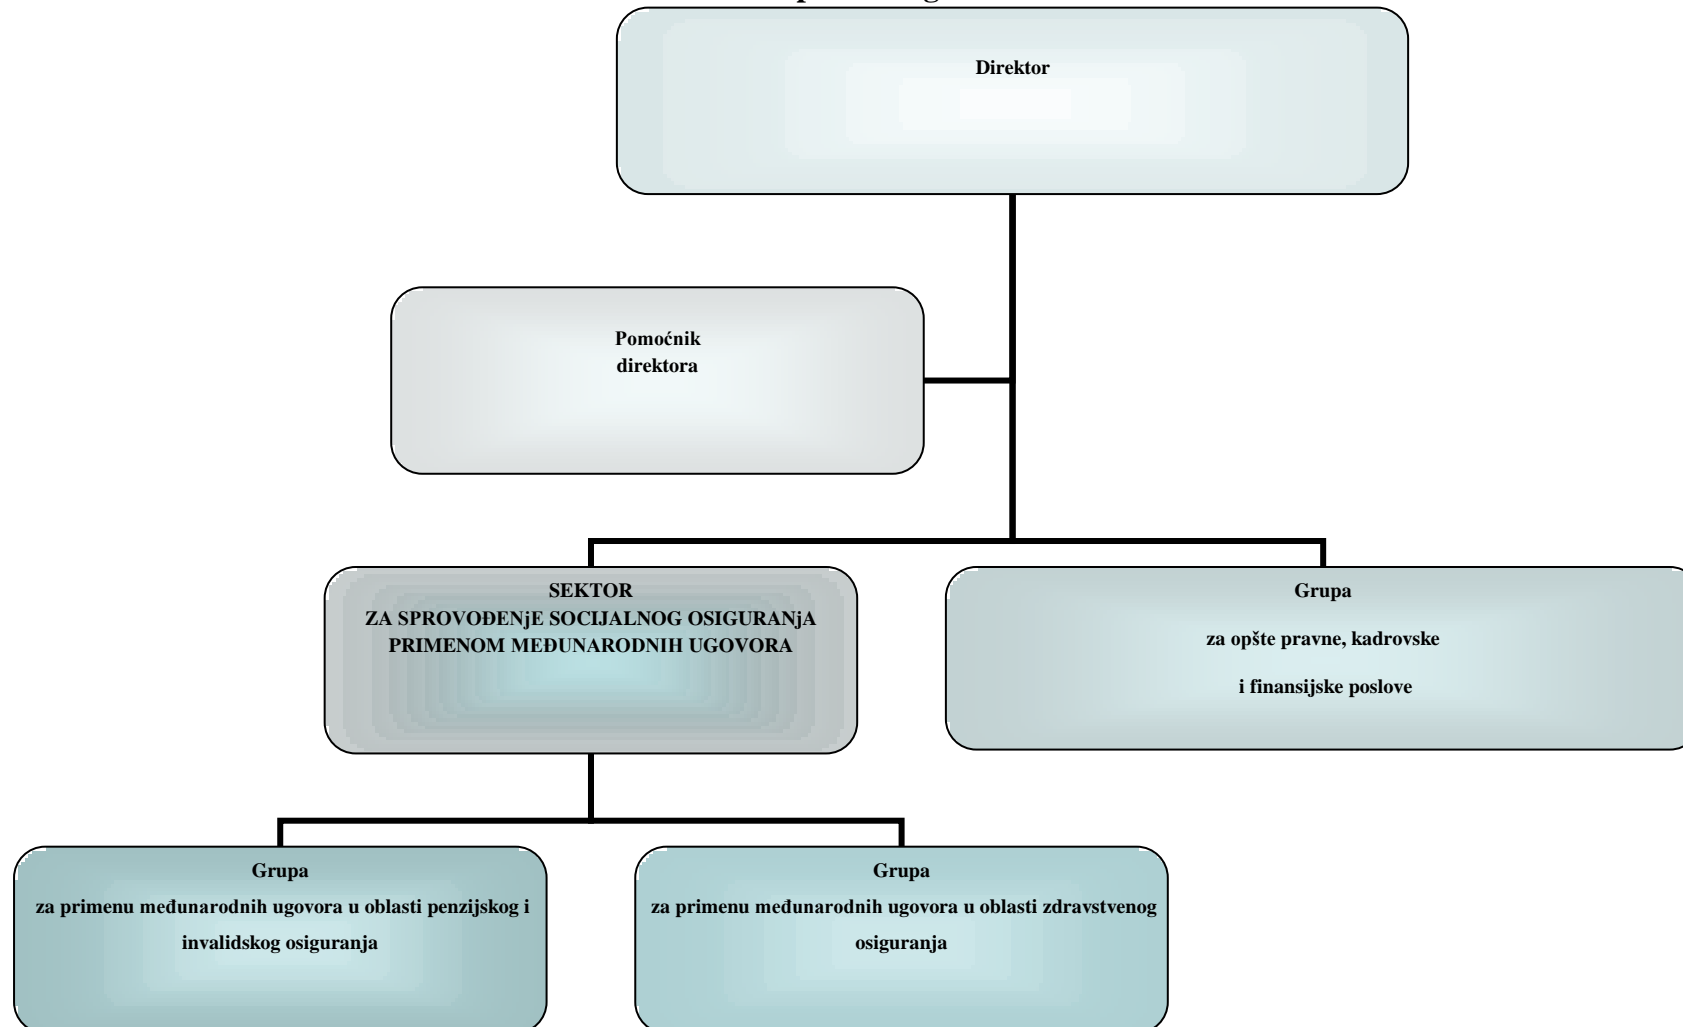 Direktor
Pomoćnik
direktora
SEKTOR
ZA SPROVOĐENjE SOCIJALNOG OSIGURANjA
PRIMENOM MEĐUNARODNIH UGOVORA
Grupa
za opšte pravne, kadrovske
i finansijske poslove
Grupa
za primenu međunarodnih ugovora u oblasti penzijskog i
invalidskog osiguranja
Grupa
za primenu međunarodnih ugovora u oblasti zdravstvenog
osiguranja